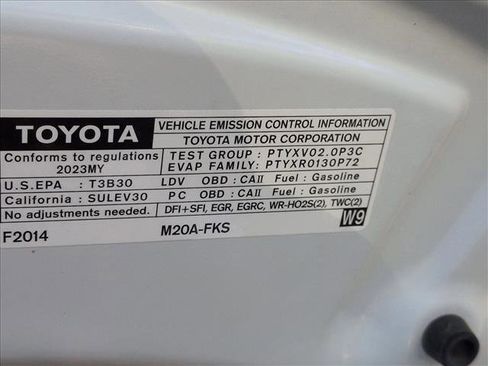 TOYOTA
VEHICLE EMISSION CONTROL INFORMATION
TOYOTA MOTOR CORPORATION
Conforms to regulations
2023MY
TEST GROUP : PTYXV02.0P3C
EVAP FAMILY: PTYXR0130P72
U.S.EPA : T3B30 LDV OBD : CAII Fuel : Gasoline
California : SULEV30 PC OBD : CAII Fuel : Gasoline
No adjustments needed. DFI+SFI, EGR, EGRC, WR-HO2S(2), TWC(2)
F2014 M20A-FKS W9